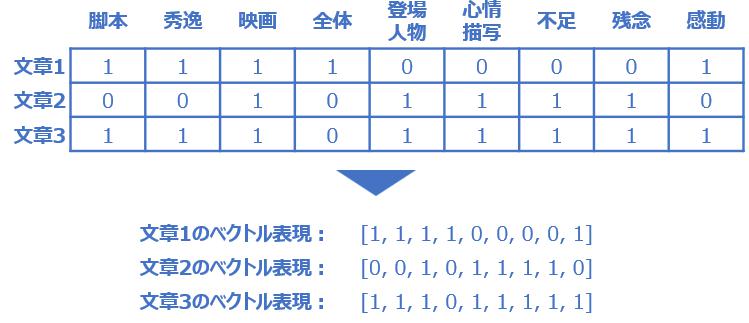 脚本 秀逸 映画 全体 登場人物 心情描写 不足 残念 感動
文章1 1 1 1 1 0 0 0 0 1
文章2 0 0 1 0 1 1 1 1 0
文章3 1 1 1 0 1 1 1 1 1
文章1のベクトル表現： [1, 1, 1, 1, 0, 0, 0, 0, 1]
文章2のベクトル表現： [0, 0, 1, 0, 1, 1, 1, 1, 0]
文章3のベクトル表現： [1, 1, 1, 0, 1, 1, 1, 1, 1]